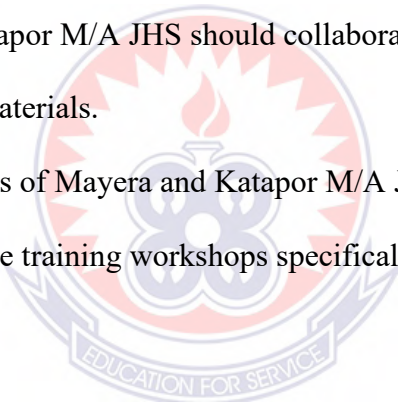 apor M/A JHS should collabora
aterials.
s of Mayera and Katapor M/A J
e training workshops specifical
EDUCATION FOR SERVICE